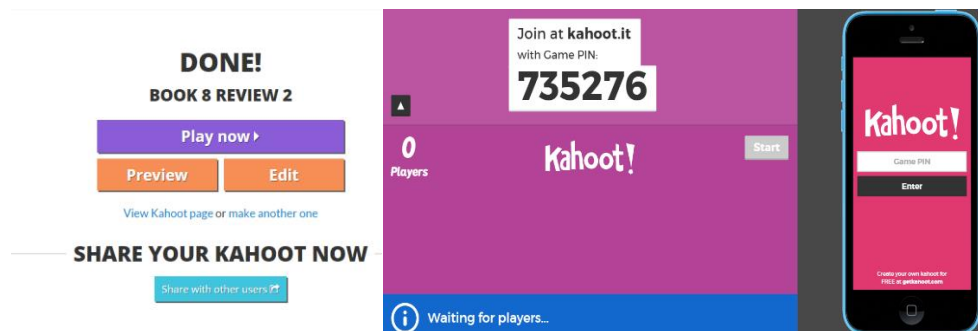 DONE!
BOOK 8 REVIEW 2
Play now
Preview
Edit
View Kahoot page or make another one
SHARE YOUR KAHOOT NOW
Share with other users
Join at kahoot.it
with Game PIN:
735276
0
Players
Kahoot!
Start
Waiting for players...
Kahoot!
Game PIN
Enter
Create your own kahoot for
FREE at getkahoot.com